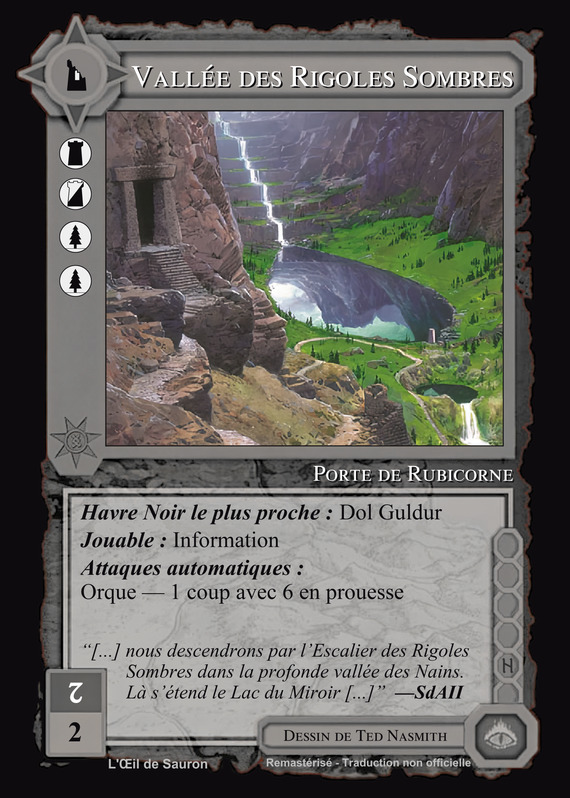 Vallée des Rigoles Sombres
Porte de Rubicorne
Havre Noir le plus proche : Dol Guldur
Jouable : Information
Attaques automatiques :
Orque — 1 coup avec 6 en prouesse
“[...] nous descendrons par l’Escalier des Rigoles
Sombres dans la profonde vallée des Nains.
Là s’étend le Lac du Miroir [...]” —SdAII
2
2
Dessin de Ted Nasmith
L'Œil de Sauron
Remastérisé - Traduction non officielle